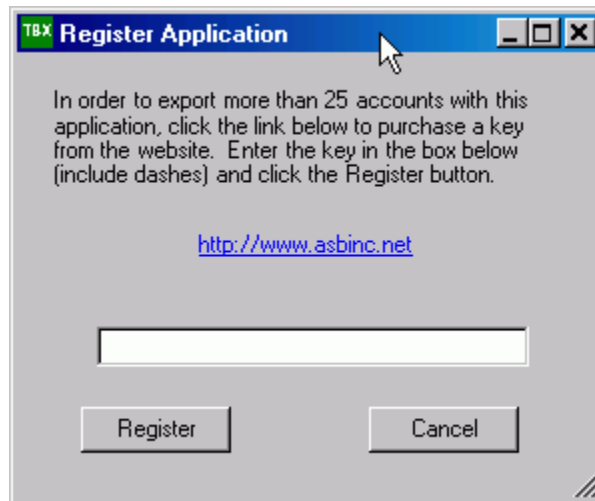 TBX Register Application
In order to export more than 25 accounts with this
application, click the link below to purchase a key
from the website.  Enter the key in the box below
(include dashes) and click the Register button.
http://www.asbinc.net
Register Cancel